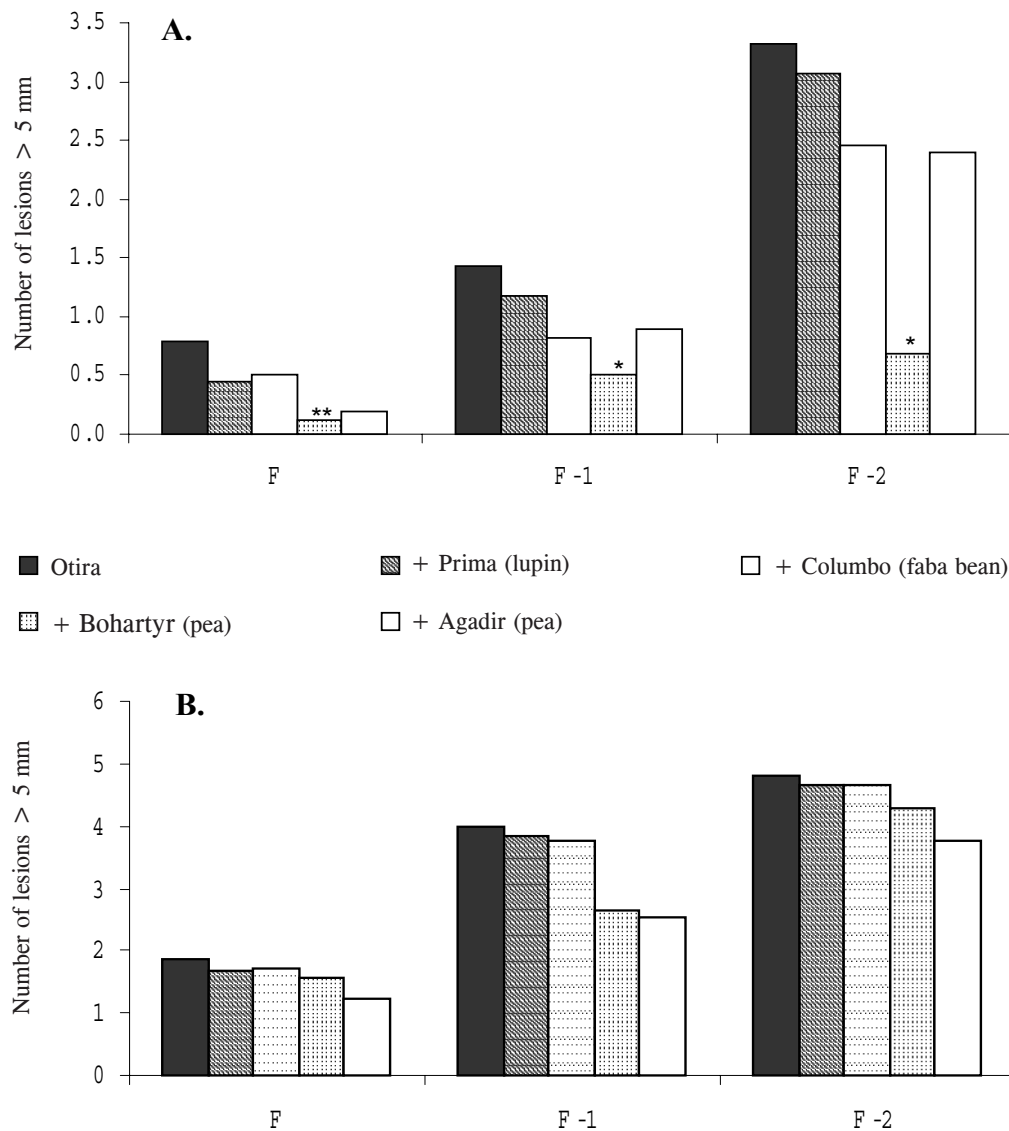 A.
Number of lesions > 5 mm
3.5
3.0
2.5
2.0
1.5
1.0
0.5
0.0
**
*
*
F
F-1
F-2
Otira
+ Prima (lupin)
+ Columbo (faba bean)
+ Bohartyr (pea)
+ Agadir (pea)
B.
Number of lesions > 5 mm
6
5
4
3
2
1
0
F
F-1
F-2